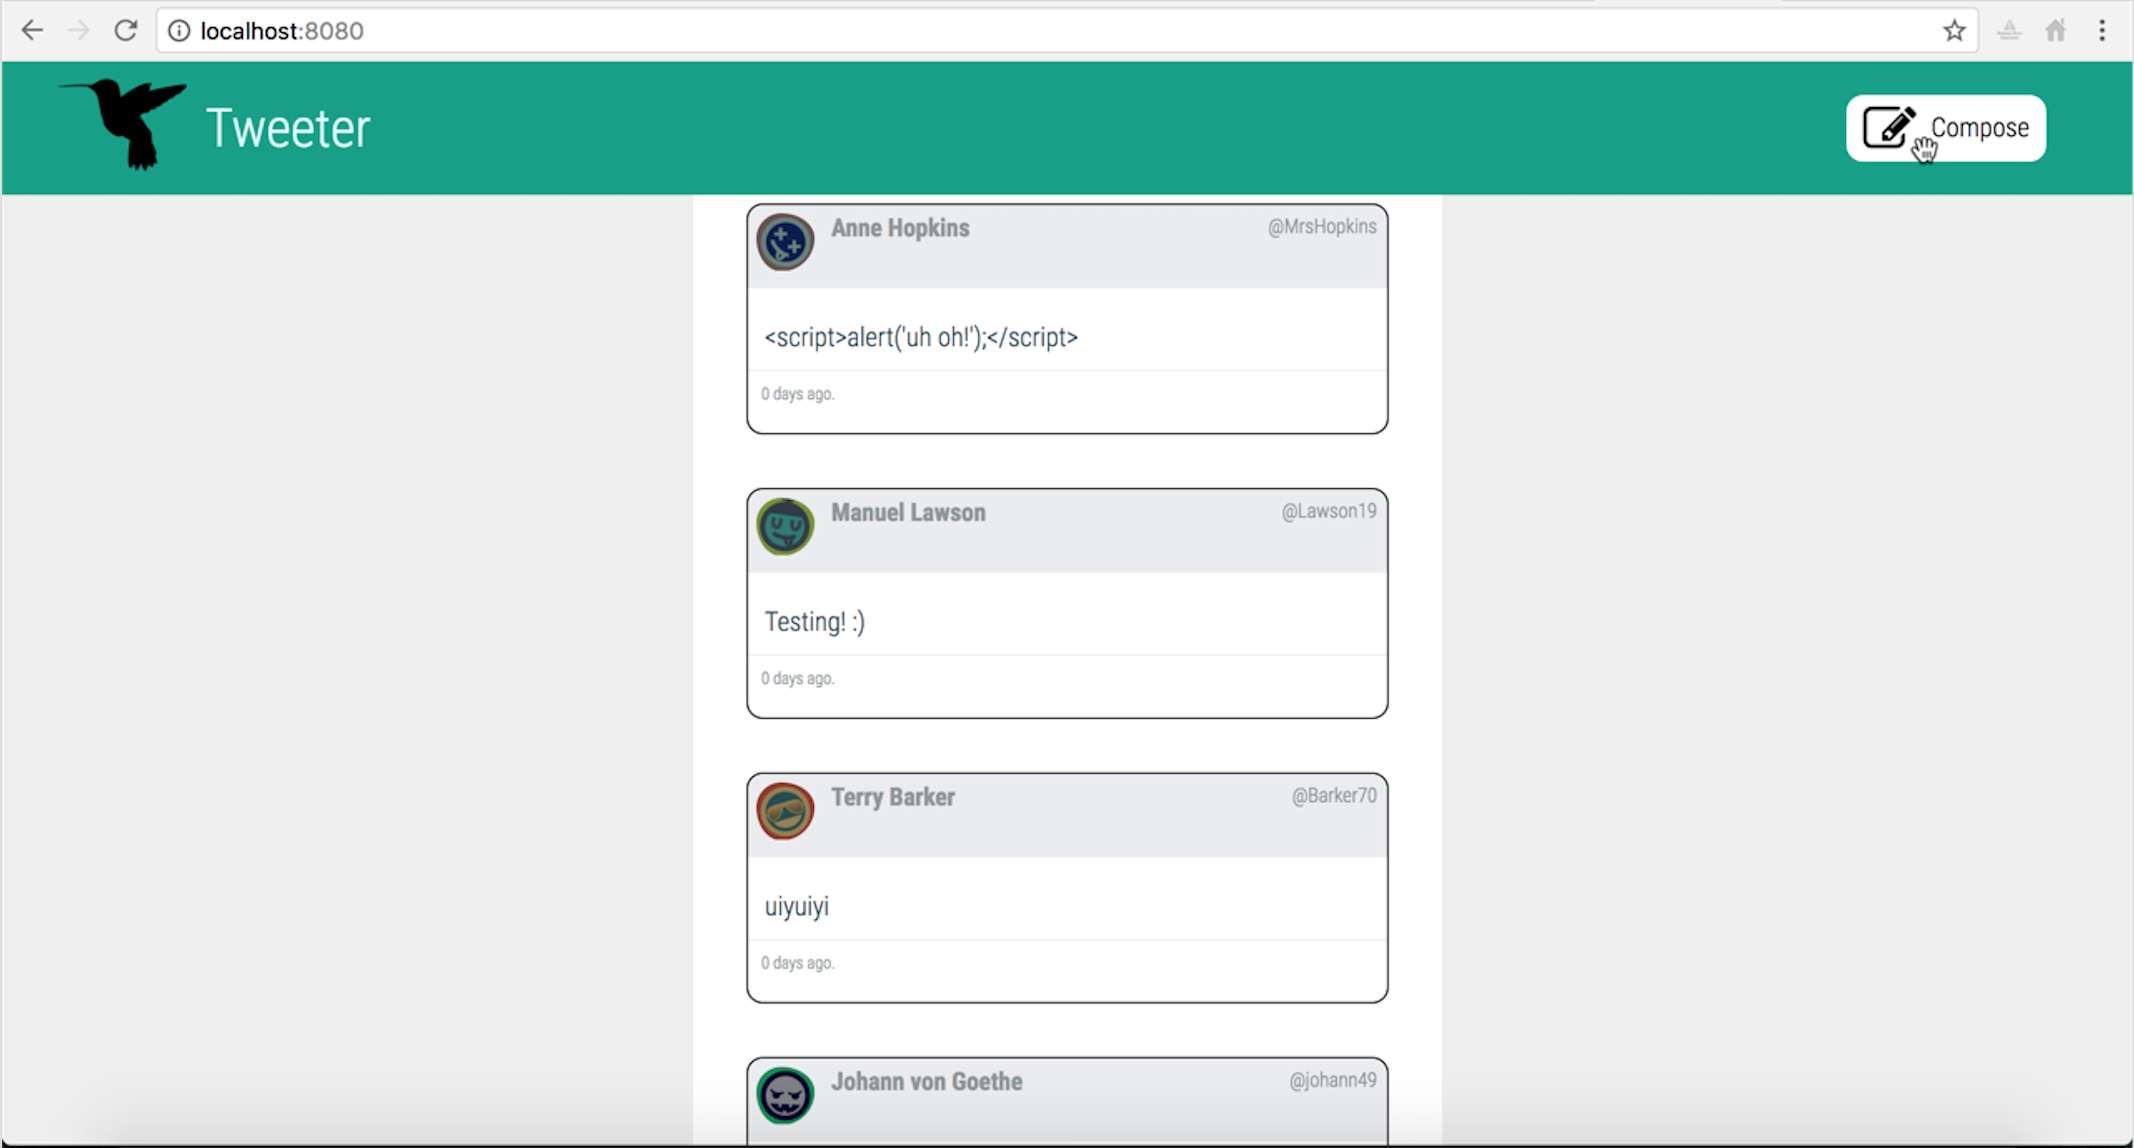 localhost:8080
Tweeter
Compose
Anne Hopkins @MrsHopkins
<script>alert('uh oh!');</script>
0 days ago.
Manuel Lawson @Lawson19
Testing! :)
0 days ago.
Terry Barker @Barker70
uiyuiyi
0 days ago.
Johann von Goethe @johann49